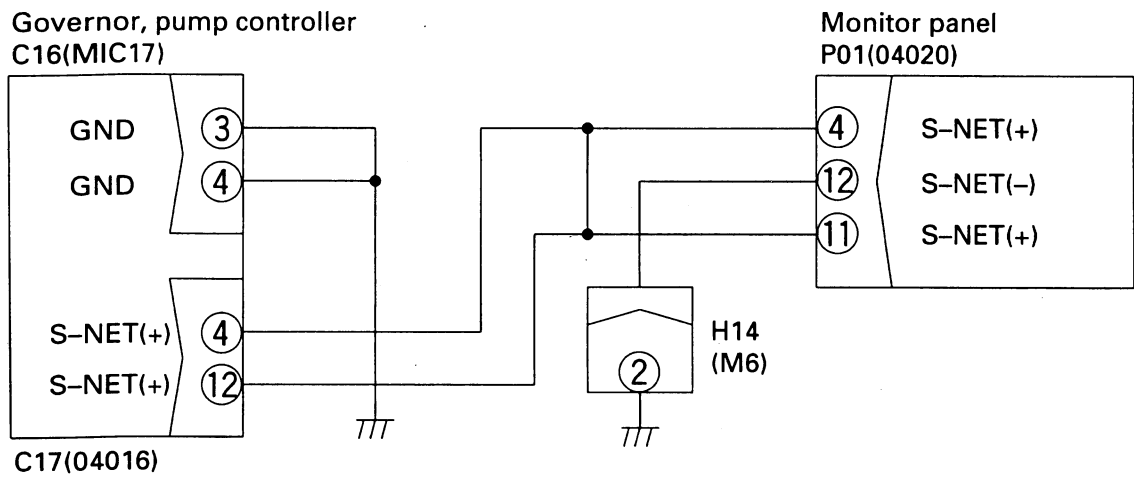 Governor, pump controller
C16(MIC17)
GND
3
GND
4
S–NET(+)
4
S–NET(+)
12
C17(04016)
Monitor panel
P01(04020)
4
S–NET(+)
12
S–NET(–)
11
S–NET(+)
H14
(M6)
2